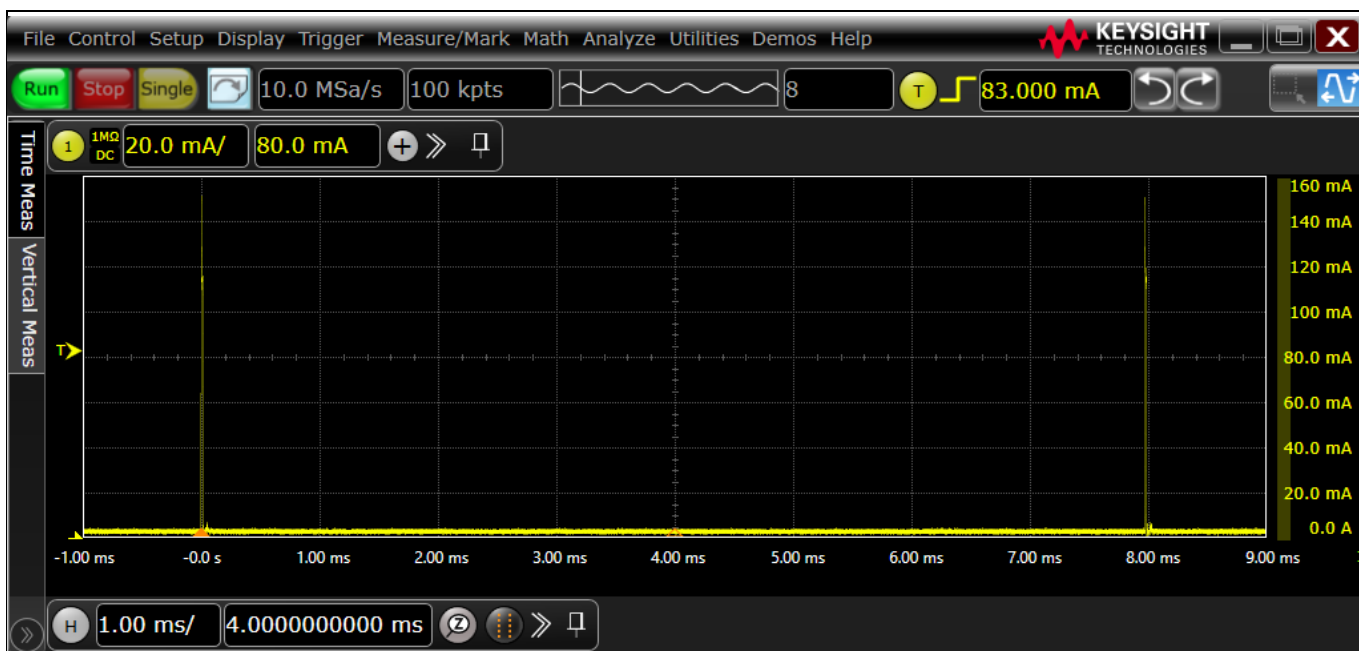 File Control Setup Display Trigger Measure/Mark Math Analyze Utilities Demos Help
KEYSIGHT
TECHNOLOGIES
X
Run Stop Single 10.0 MSa/s 100 kpts 8 T 83.000 mA
Time Meas
Vertical Meas
1 1MΩ DC 20.0 mA/ 80.0 mA
160 mA
140 mA
120 mA
100 mA
T
80.0 mA
60.0 mA
40.0 mA
20.0 mA
0.0 A
-1.00 ms -0.0 s 1.00 ms 2.00 ms 3.00 ms 4.00 ms 5.00 ms 6.00 ms 7.00 ms 8.00 ms 9.00 ms
H 1.00 ms/ 4.0000000000 ms Z